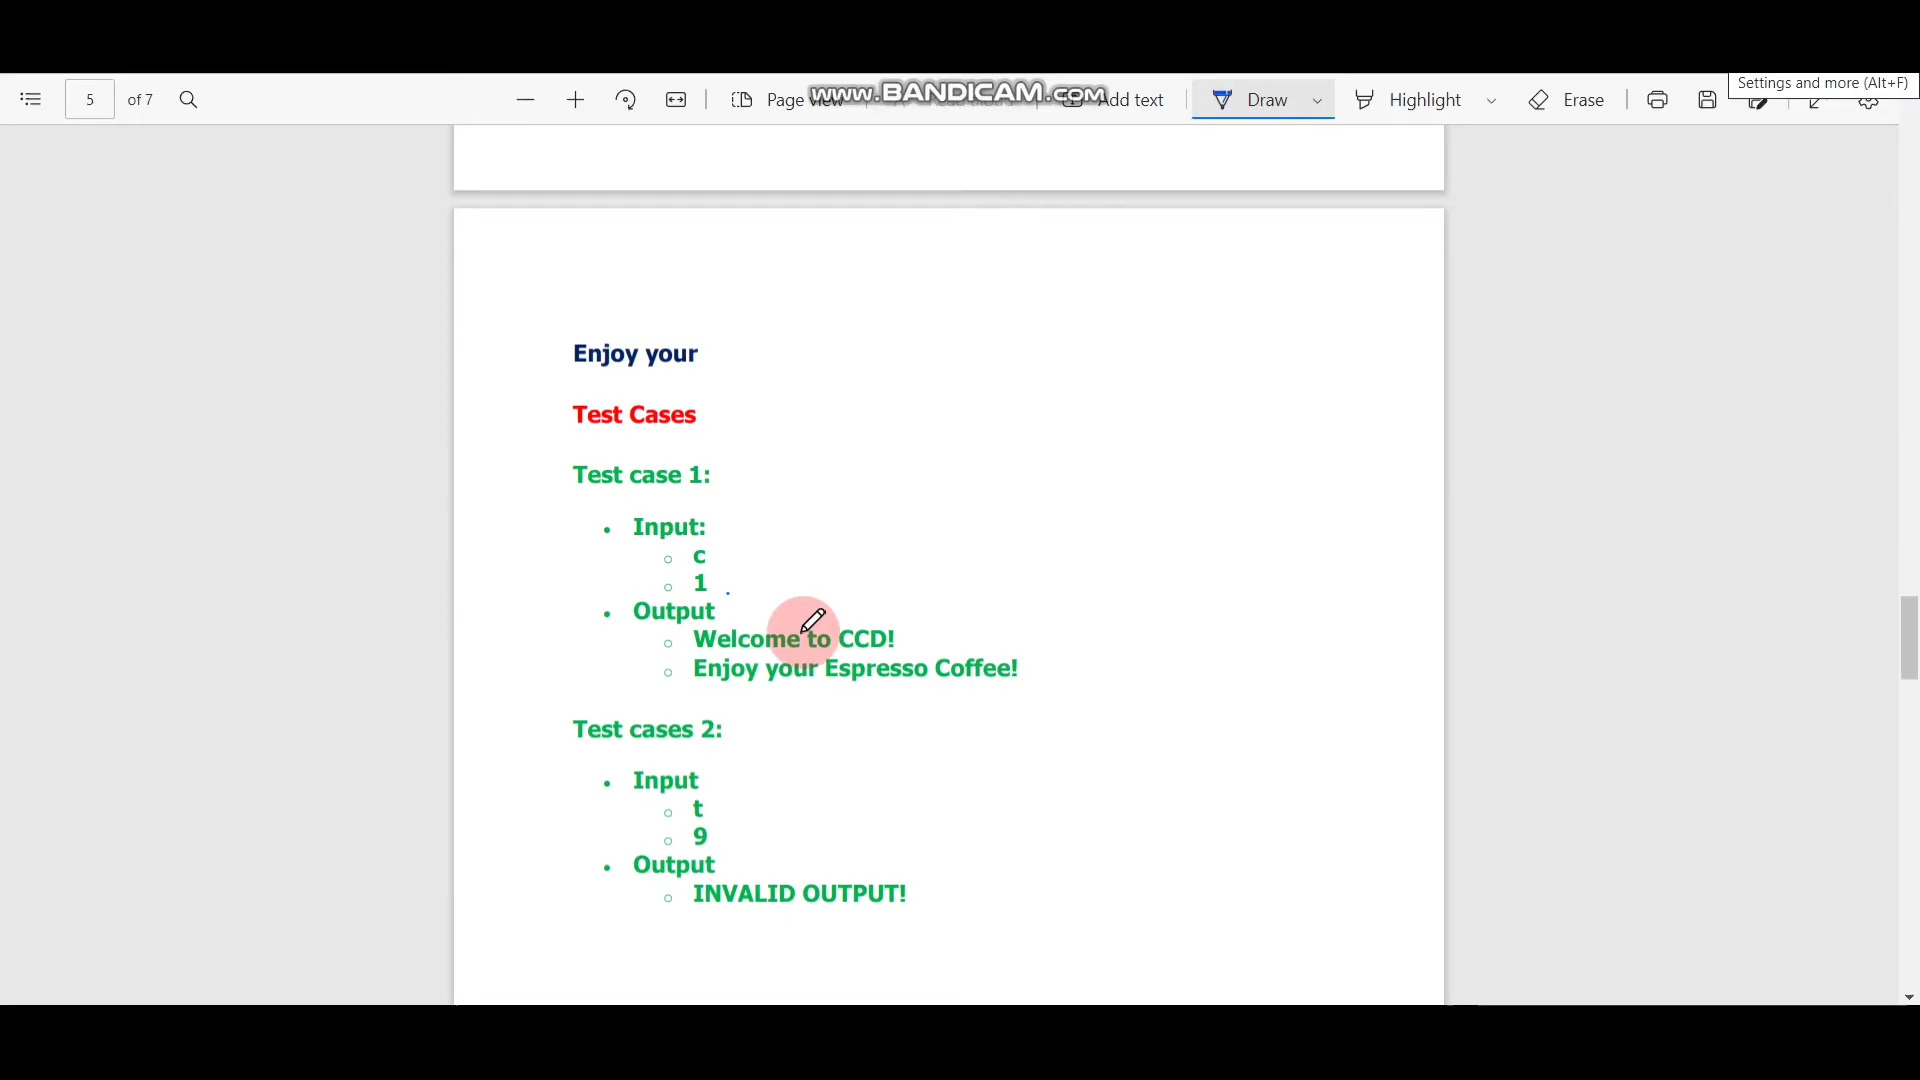 Settings and more (Alt+F)
5 of 7
Page view
www.BANDICAM.com
Add text
Draw
Highlight
Erase
Enjoy your
Test Cases
Test case 1:
• Input:
○ c
○ 1
• Output
○ Welcome to CCD!
○ Enjoy your Espresso Coffee!
Test cases 2:
• Input
○ t
○ 9
• Output
○ INVALID OUTPUT!